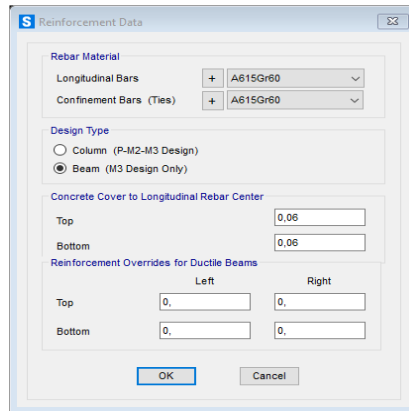 S Reinforcement Data
Rebar Material
Longitudinal Bars + A615Gr60
Confinement Bars (Ties) + A615Gr60
Design Type
Column (P-M2-M3 Design)
Beam (M3 Design Only)
Concrete Cover to Longitudinal Rebar Center
Top 0,06
Bottom 0,06
Reinforcement Overrides for Ductile Beams
Left Right
Top 0, 0,
Bottom 0, 0,
OK Cancel